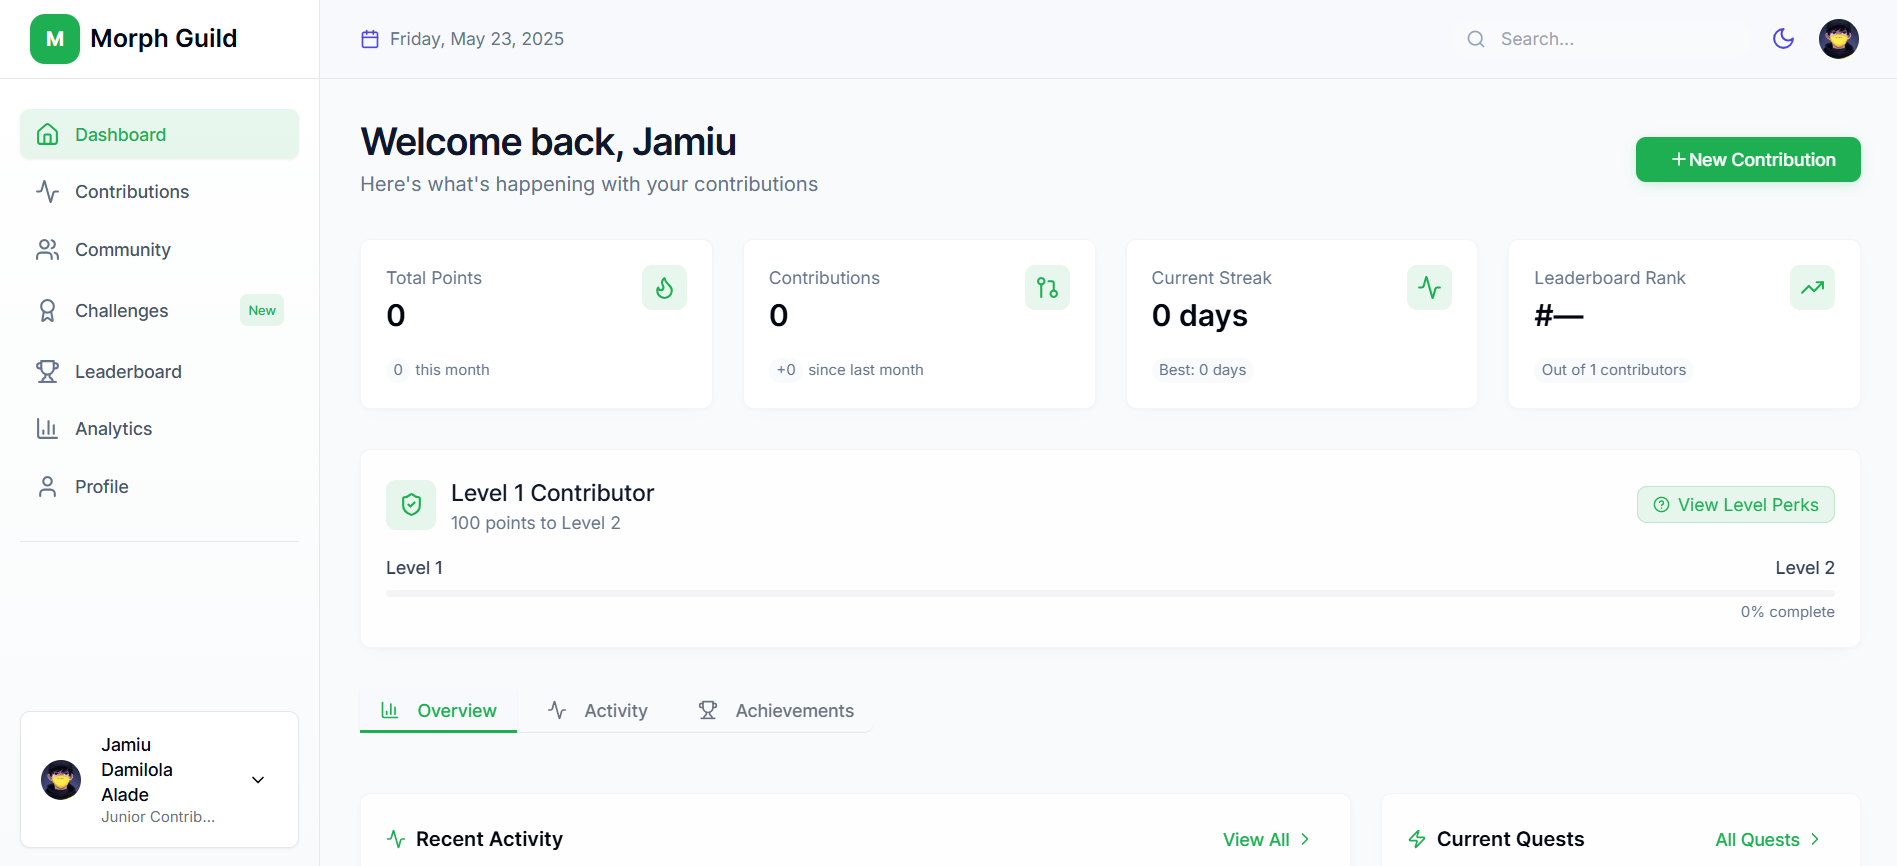 M Morph Guild
Friday, May 23, 2025
Search...
Dashboard
Contributions
Community
Challenges New
Leaderboard
Analytics
Profile
Jamiu
Damilola
Alade
Junior Contrib...
Welcome back, Jamiu
Here's what's happening with your contributions
+New Contribution
Total Points
0
0 this month
Contributions
0
+0 since last month
Current Streak
0 days
Best: 0 days
Leaderboard Rank
#—
Out of 1 contributors
Level 1 Contributor
100 points to Level 2
View Level Perks
Level 1
Level 2
0% complete
Overview
Activity
Achievements
Recent Activity
View All
Current Quests
All Quests